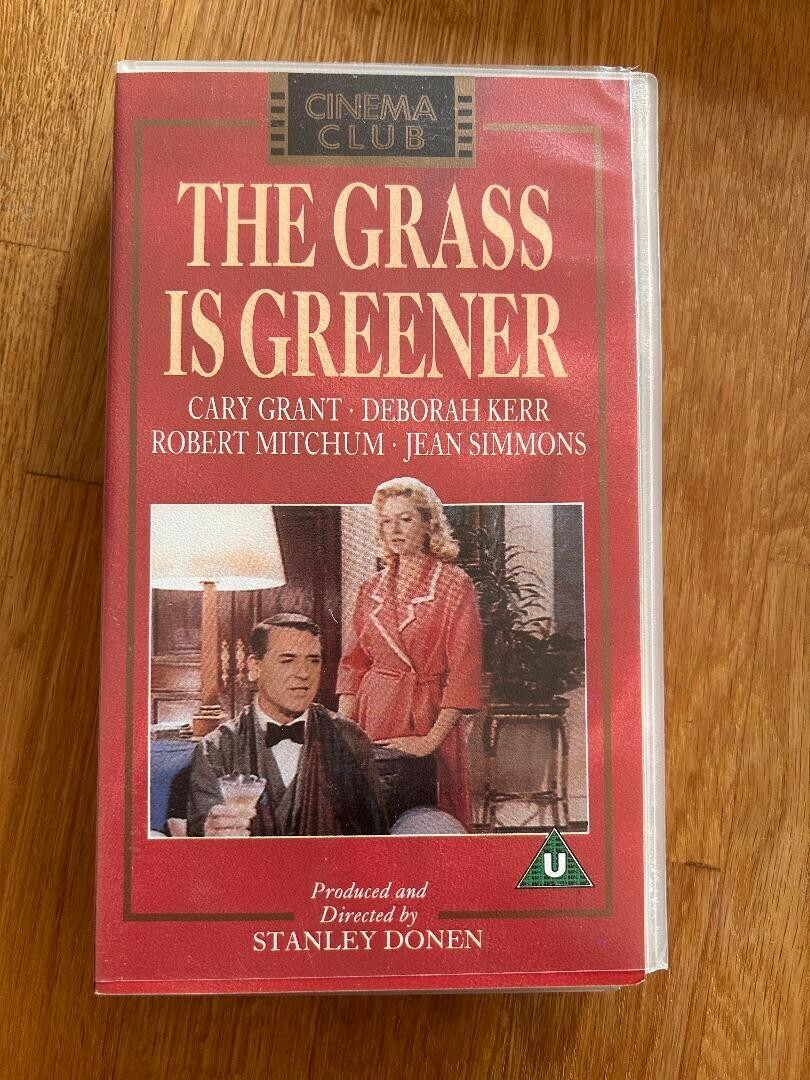 CINEMA
CLUB
THE GRASS
IS GREENER
CARY GRANT · DEBORAH KERR
ROBERT MITCHUM · JEAN SIMMONS
U
Produced and
Directed by
STANLEY DONEN